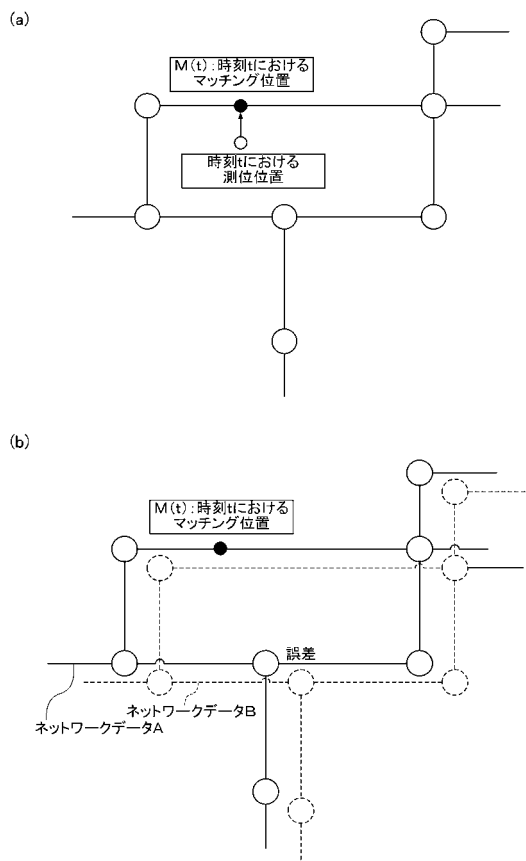 (a)
M(t):時刻tにおける
マッチング位置
時刻tにおける
測位位置
(b)
M(t):時刻tにおける
マッチング位置
誤差
ネットワークデータB
ネットワークデータA